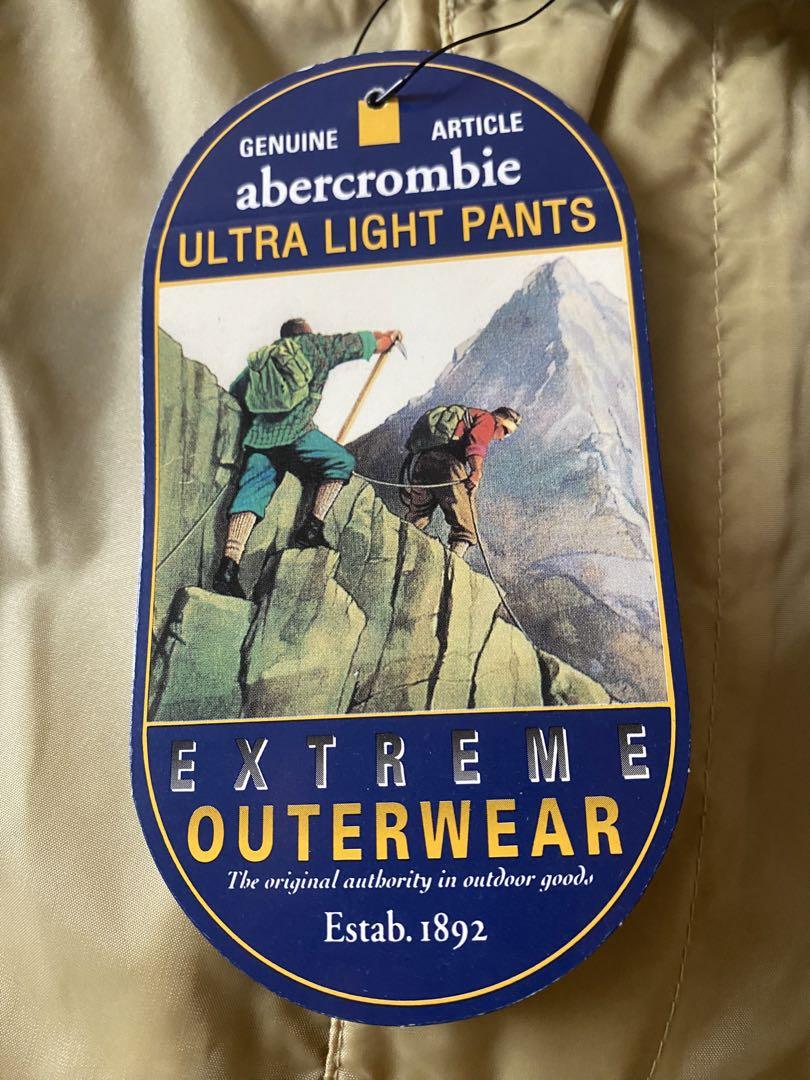 GENUINE ARTICLE
abercrombie
ULTRA LIGHT PANTS
EXTREME
OUTERWEAR
The original authority in outdoor goods
Estab. 1892